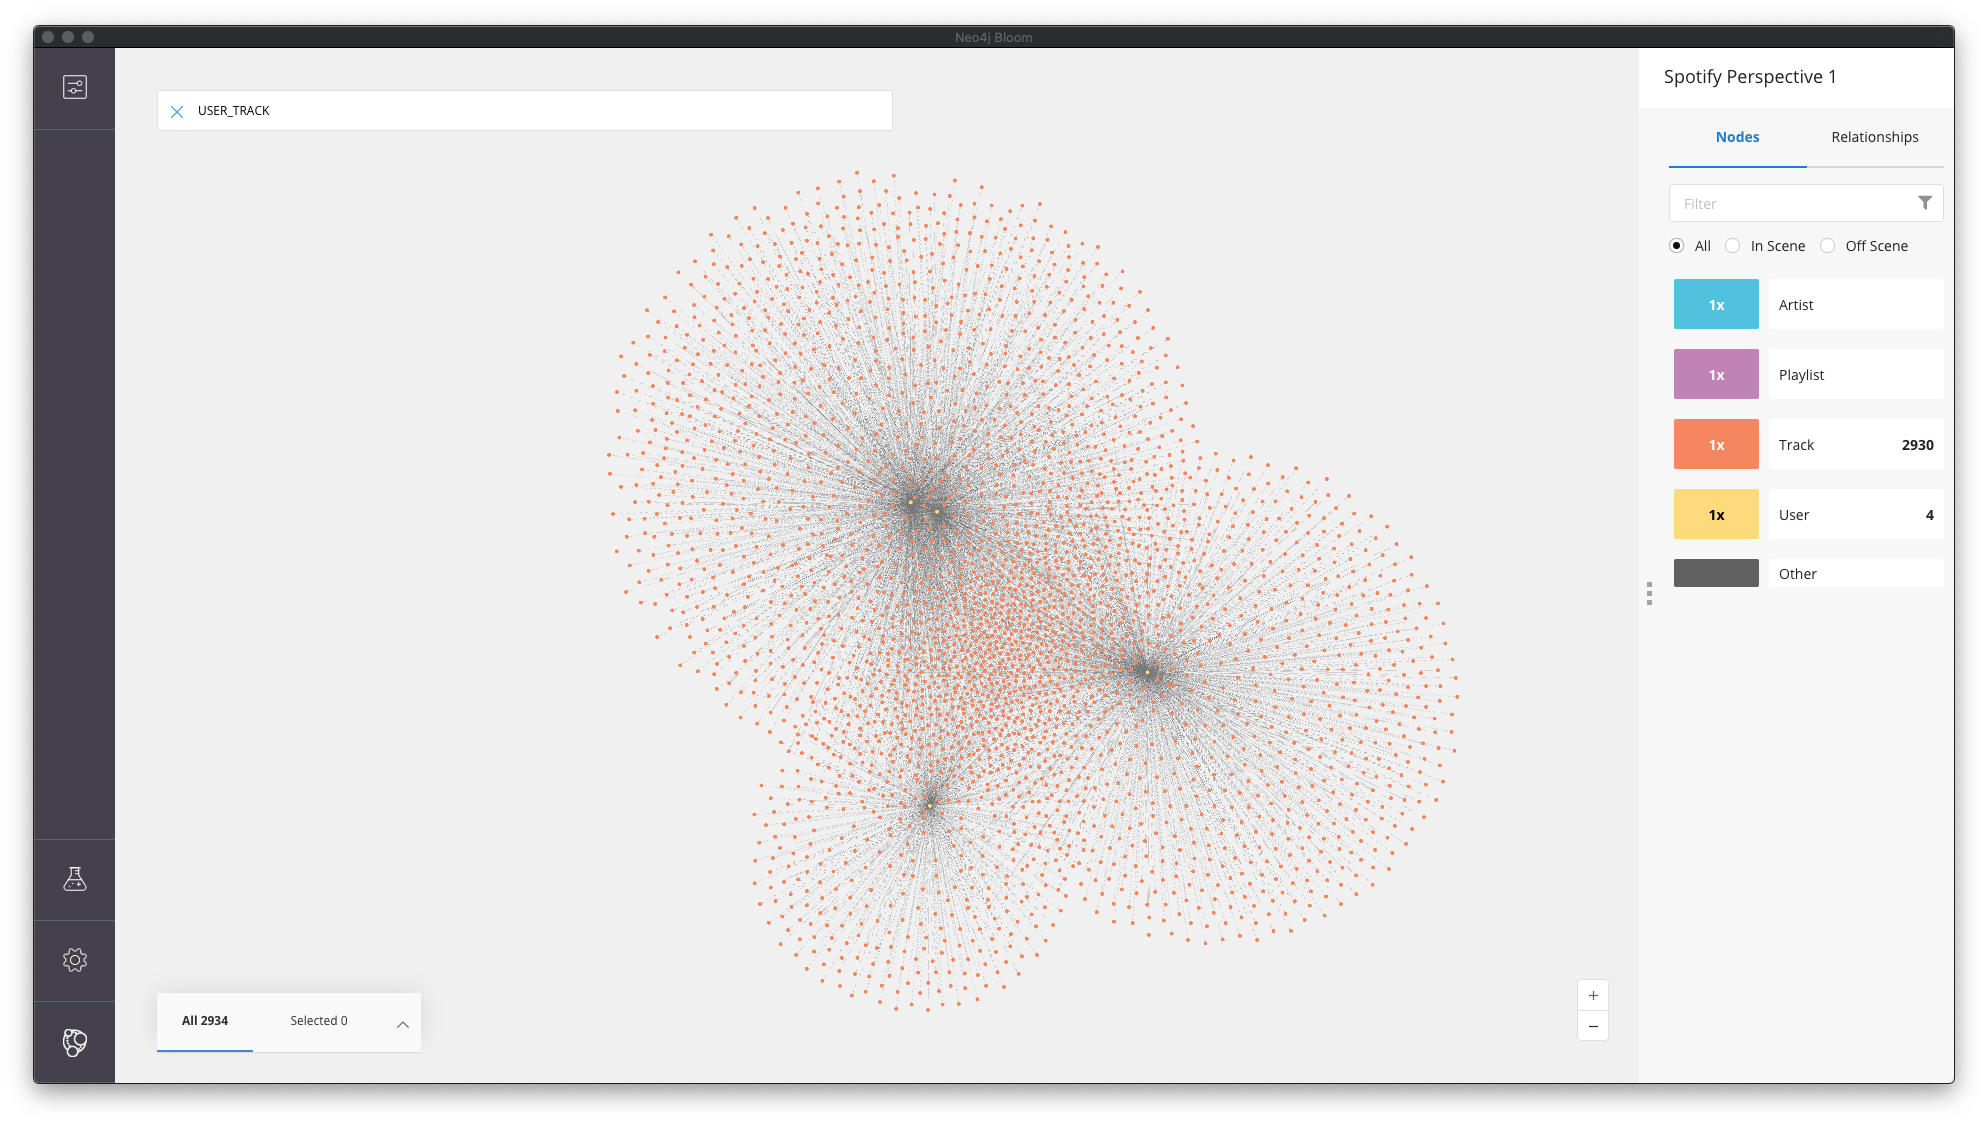 Neo4j Bloom
USER_TRACK
Spotify Perspective 1
Nodes Relationships
Filter
All In Scene Off Scene
1x Artist
1x Playlist
1x Track 2930
1x User 4
Other
All 2934 Selected 0